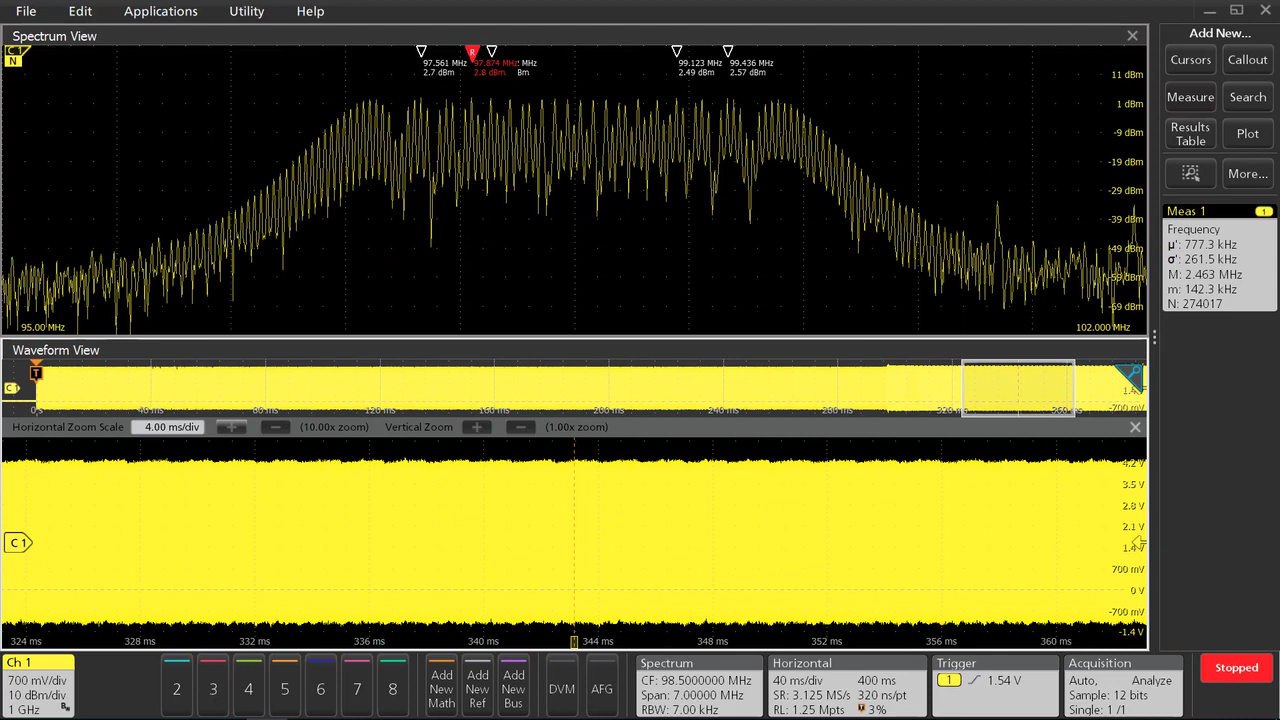 File Edit Applications Utility Help
Spectrum View
C 1
N
R
97.561 MHz
2.7 dBm
97.874 MHz
2.8 dBm
MHz
Bm
99.123 MHz
2.49 dBm
99.436 MHz
2.57 dBm
11 dBm
1 dBm
-9 dBm
-19 dBm
-29 dBm
-39 dBm
-49 dBm
-59 dBm
-69 dBm
95.00 MHz
102.000 MHz
Waveform View
T
C 1
0 s 40 ms 80 ms 120 ms 160 ms 200 ms 240 ms 280 ms
-700 mV
Horizontal Zoom Scale 4.00 ms/div + − (10.00x zoom) Vertical Zoom + − (1.00x zoom)
4.2 V
3.5 V
2.8 V
2.1 V
C 1
1.4 V
700 mV
0 V
-700 mV
-1.4 V
324 ms 328 ms 332 ms 336 ms 340 ms 344 ms 348 ms 352 ms 356 ms 360 ms
Add New...
Cursors Callout
Measure Search
Results
Table
Plot
More...
Meas 1 1
Frequency
µ': 777.3 kHz
σ': 261.5 kHz
M: 2.463 MHz
m: 142.3 kHz
N: 274017
Ch 1
700 mV/div
10 dBm/div
1 GHz
2 3 4 5 6 7 8
Add
New
Math
Add
New
Ref
Add
New
Bus
DVM AFG
Spectrum
CF: 98.5000000 MHz
Span: 7.00000 MHz
RBW: 7.00 kHz
Horizontal
40 ms/div 400 ms
SR: 3.125 MS/s 320 ns/pt
RL: 1.25 Mpts T 3%
Trigger
1 1.54 V
Acquisition
Auto, Analyze
Sample: 12 bits
Single: 1 /1
Stopped